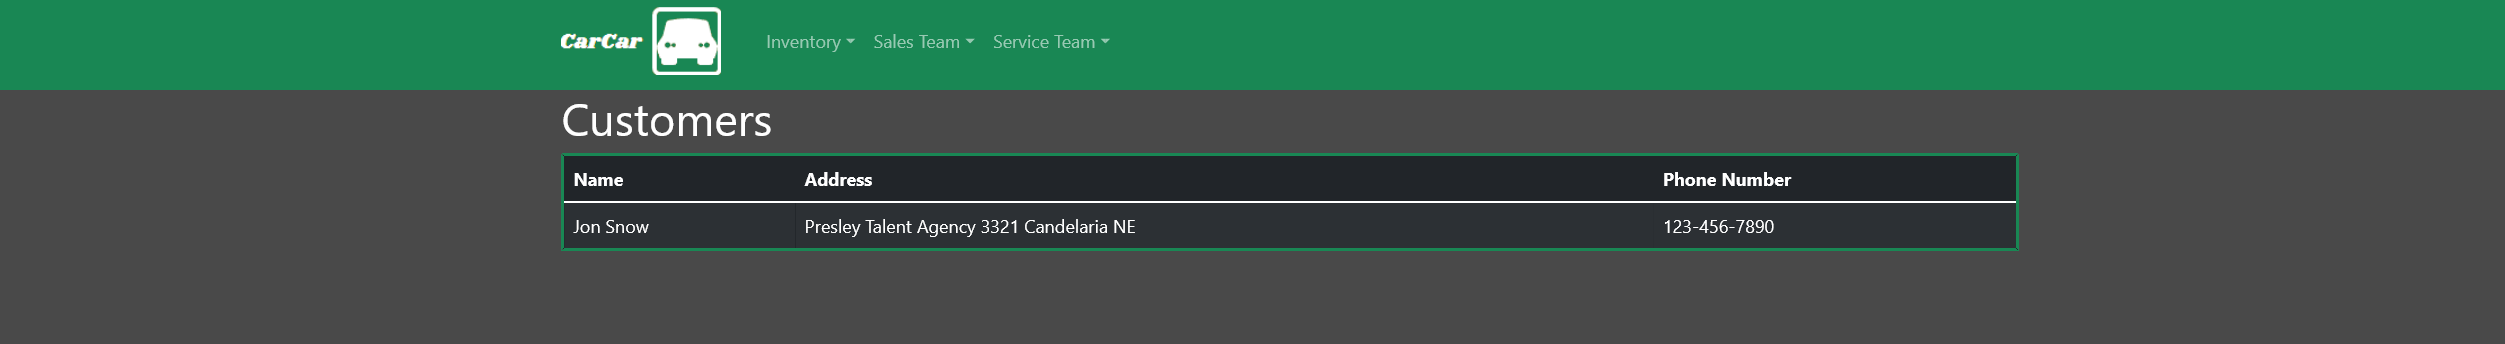 CarCar Inventory Sales Team Service Team
Customers
Name Address Phone Number
Jon Snow Presley Talent Agency 3321 Candelaria NE 123-456-7890